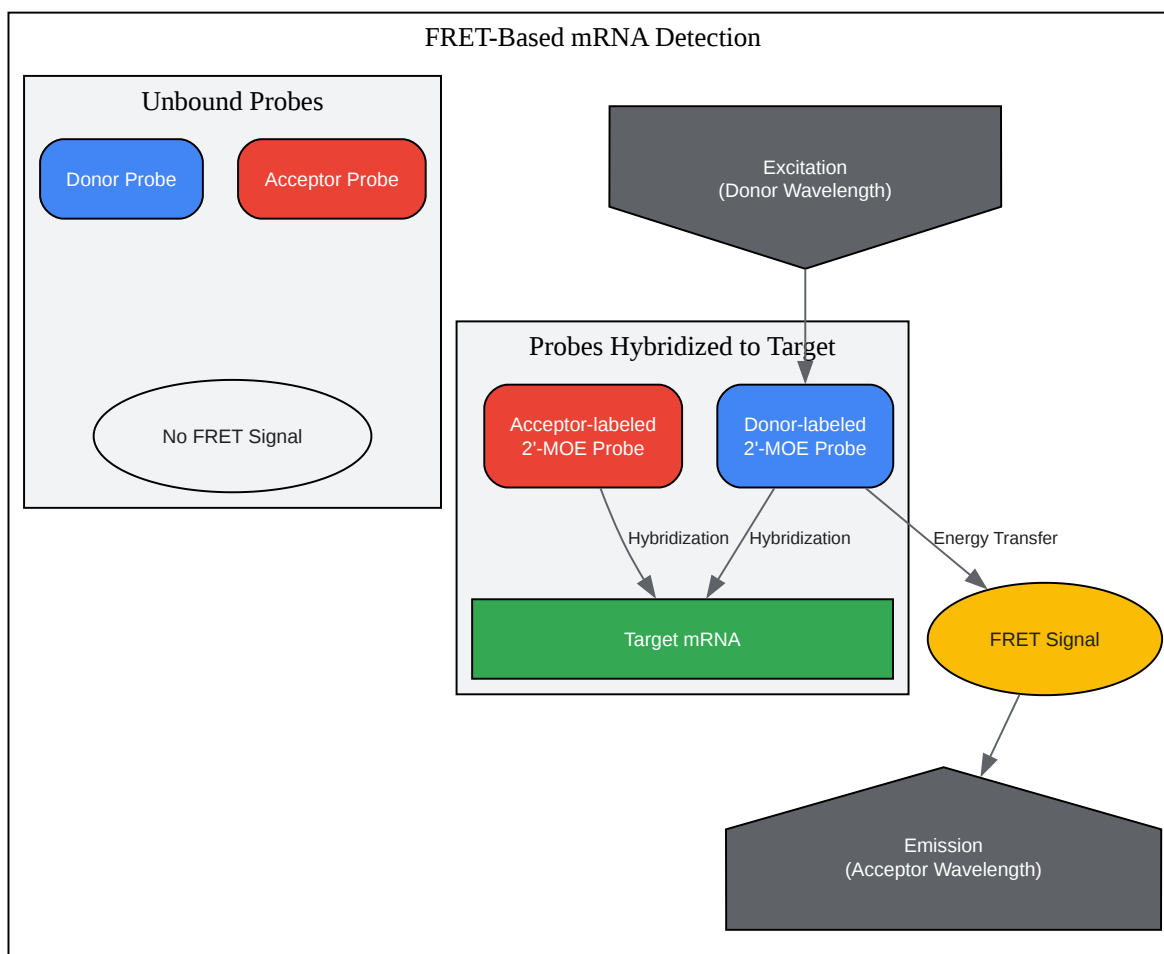 FRET-Based mRNA Detection
Unbound Probes
Donor Probe
Acceptor Probe
No FRET Signal
Excitation
(Donor Wavelength)
Probes Hybridized to Target
Acceptor-labeled
2'-MOE Probe
Donor-labeled
2'-MOE Probe
Hybridization
Hybridization
Energy Transfer
Target mRNA
FRET Signal
Emission
(Acceptor Wavelength)